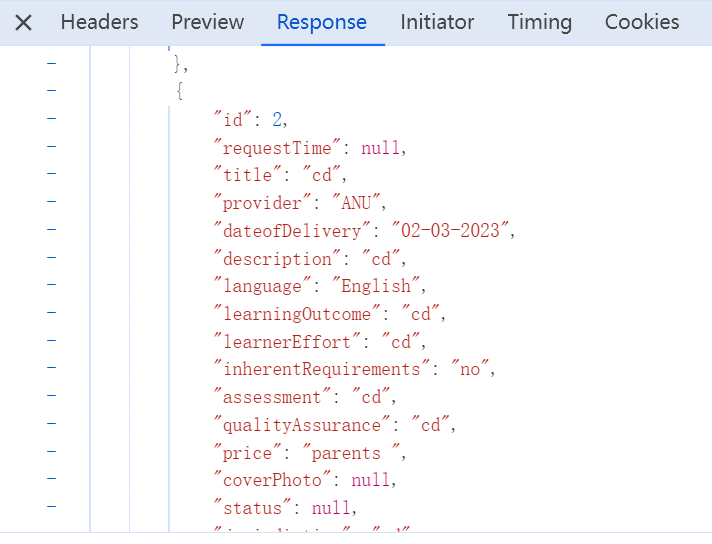 Headers Preview Response Initiator Timing Cookies
},
{
"id": 2,
"requestTime": null,
"title": "cd",
"provider": "ANU",
"dateofDelivery": "02-03-2023",
"description": "cd",
"language": "English",
"learningOutcome": "cd",
"learnerEffort": "cd",
"inherentRequirements": "no",
"assessment": "cd",
"qualityAssurance": "cd",
"price": "parents ",
"coverPhoto": null,
"status": null,